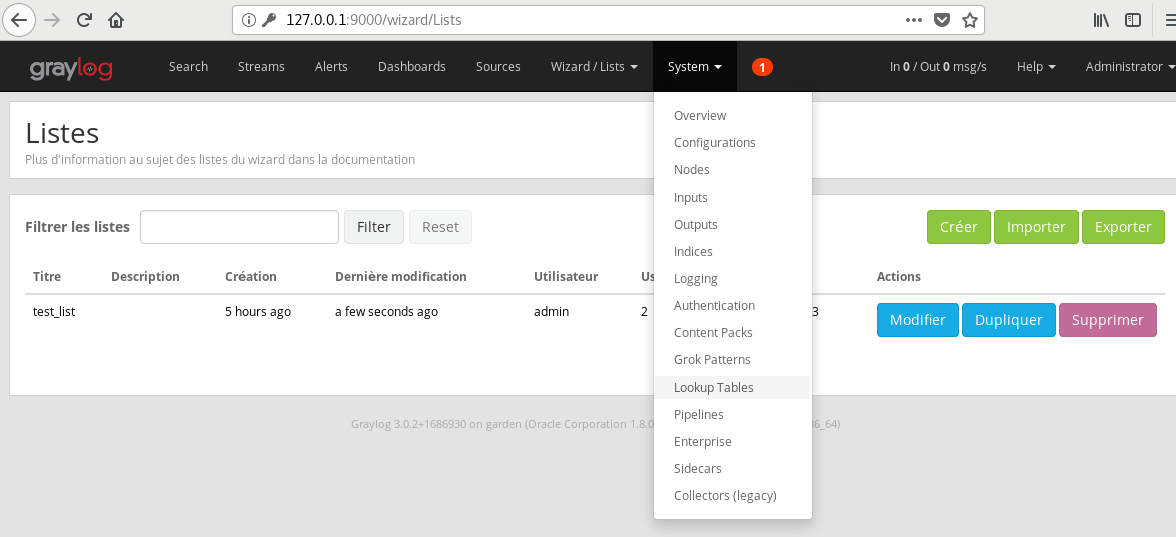 127.0.0.1:9000/wizard/Lists
graylog Search Streams Alerts Dashboards Sources Wizard / Lists System 1 In 0 / Out 0 msg/s Help Administrator
Listes
Plus d'information au sujet des listes du wizard dans la documentation
Filtrer les listes Filter Reset Créer Importer Exporter
Titre Description Création Dernière modification Utilisateur Actions
test_list 5 hours ago a few seconds ago admin 2 3 Modifier Dupliquer Supprimer
Overview
Configurations
Nodes
Inputs
Outputs
Indices
Logging
Authentication
Content Packs
Grok Patterns
Lookup Tables
Pipelines
Enterprise
Sidecars
Collectors (legacy)
Graylog 3.0.2+1686930 on garden (Oracle Corporation 1.8.0